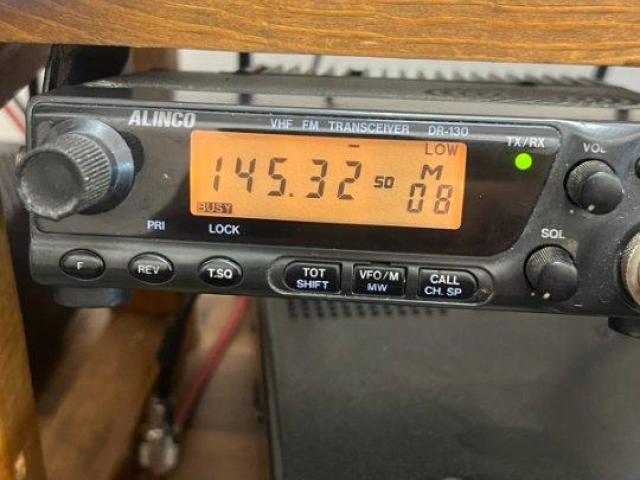 ALINCO
VHF FM TRANSCEIVER DR-130
TX/RX
VOL
LOW
145.32 50 M 08
BUSY
PRI
LOCK
SQL
F
REV
T.SQ
TOT
SHIFT
VFO/M
MW
CALL
CH. SP